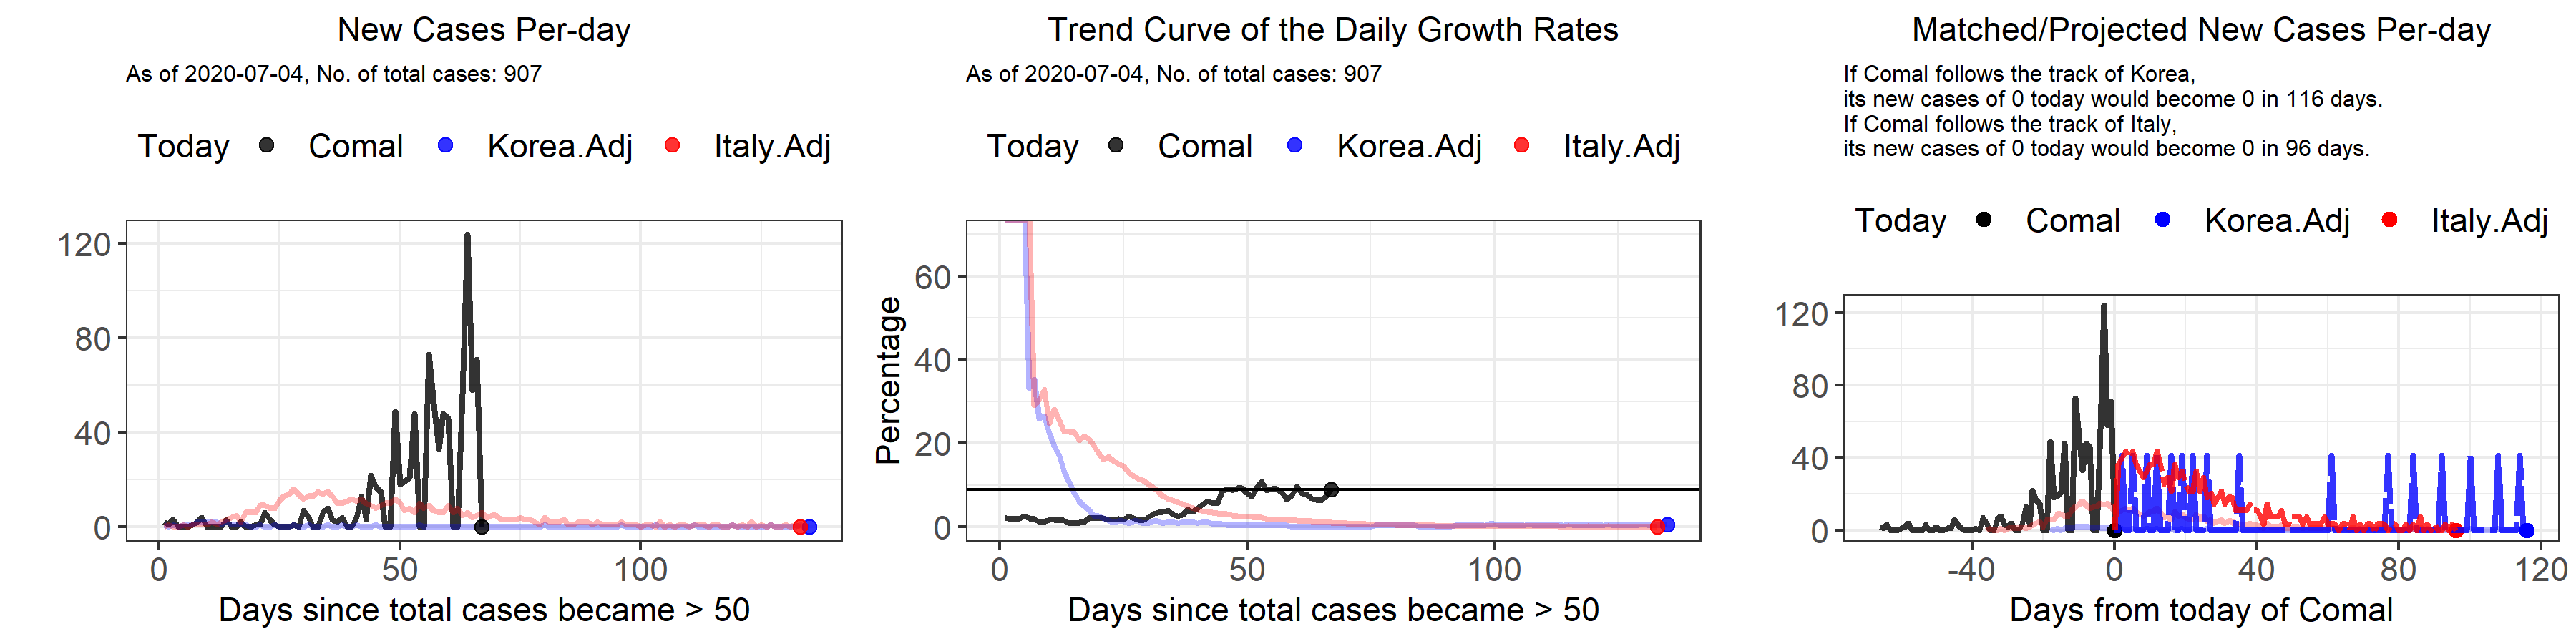 New Cases Per-day
As of 2020-07-04, No. of total cases: 907
Today Comal Korea.Adj Italy.Adj
120
80
40
0
0 50 100
Days since total cases became > 50
Trend Curve of the Daily Growth Rates
As of 2020-07-04, No. of total cases: 907
Today Comal Korea.Adj Italy.Adj
Percentage
60
40
20
0
0 50 100
Days since total cases became > 50
Matched/Projected New Cases Per-day
If Comal follows the track of Korea,
its new cases of 0 today would become 0 in 116 days.
If Comal follows the track of Italy,
its new cases of 0 today would become 0 in 96 days.
Today Comal Korea.Adj Italy.Adj
120
80
40
0
-40 0 40 80 120
Days from today of Comal